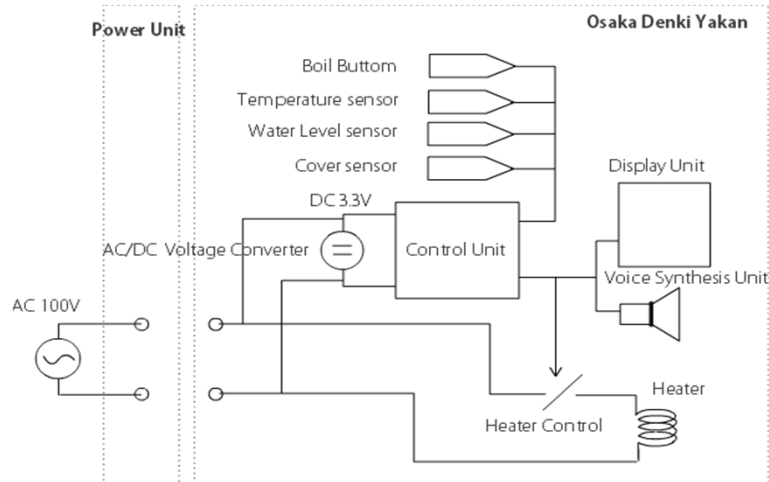 Power Unit
Osaka Denki Yakan
Boil Buttom
Temperature sensor
Water Level sensor
Cover sensor
Display Unit
DC 3.3V
AC/DC Voltage Converter
Control Unit
Voice Synthesis Unit
AC 100V
Heater
Heater Control